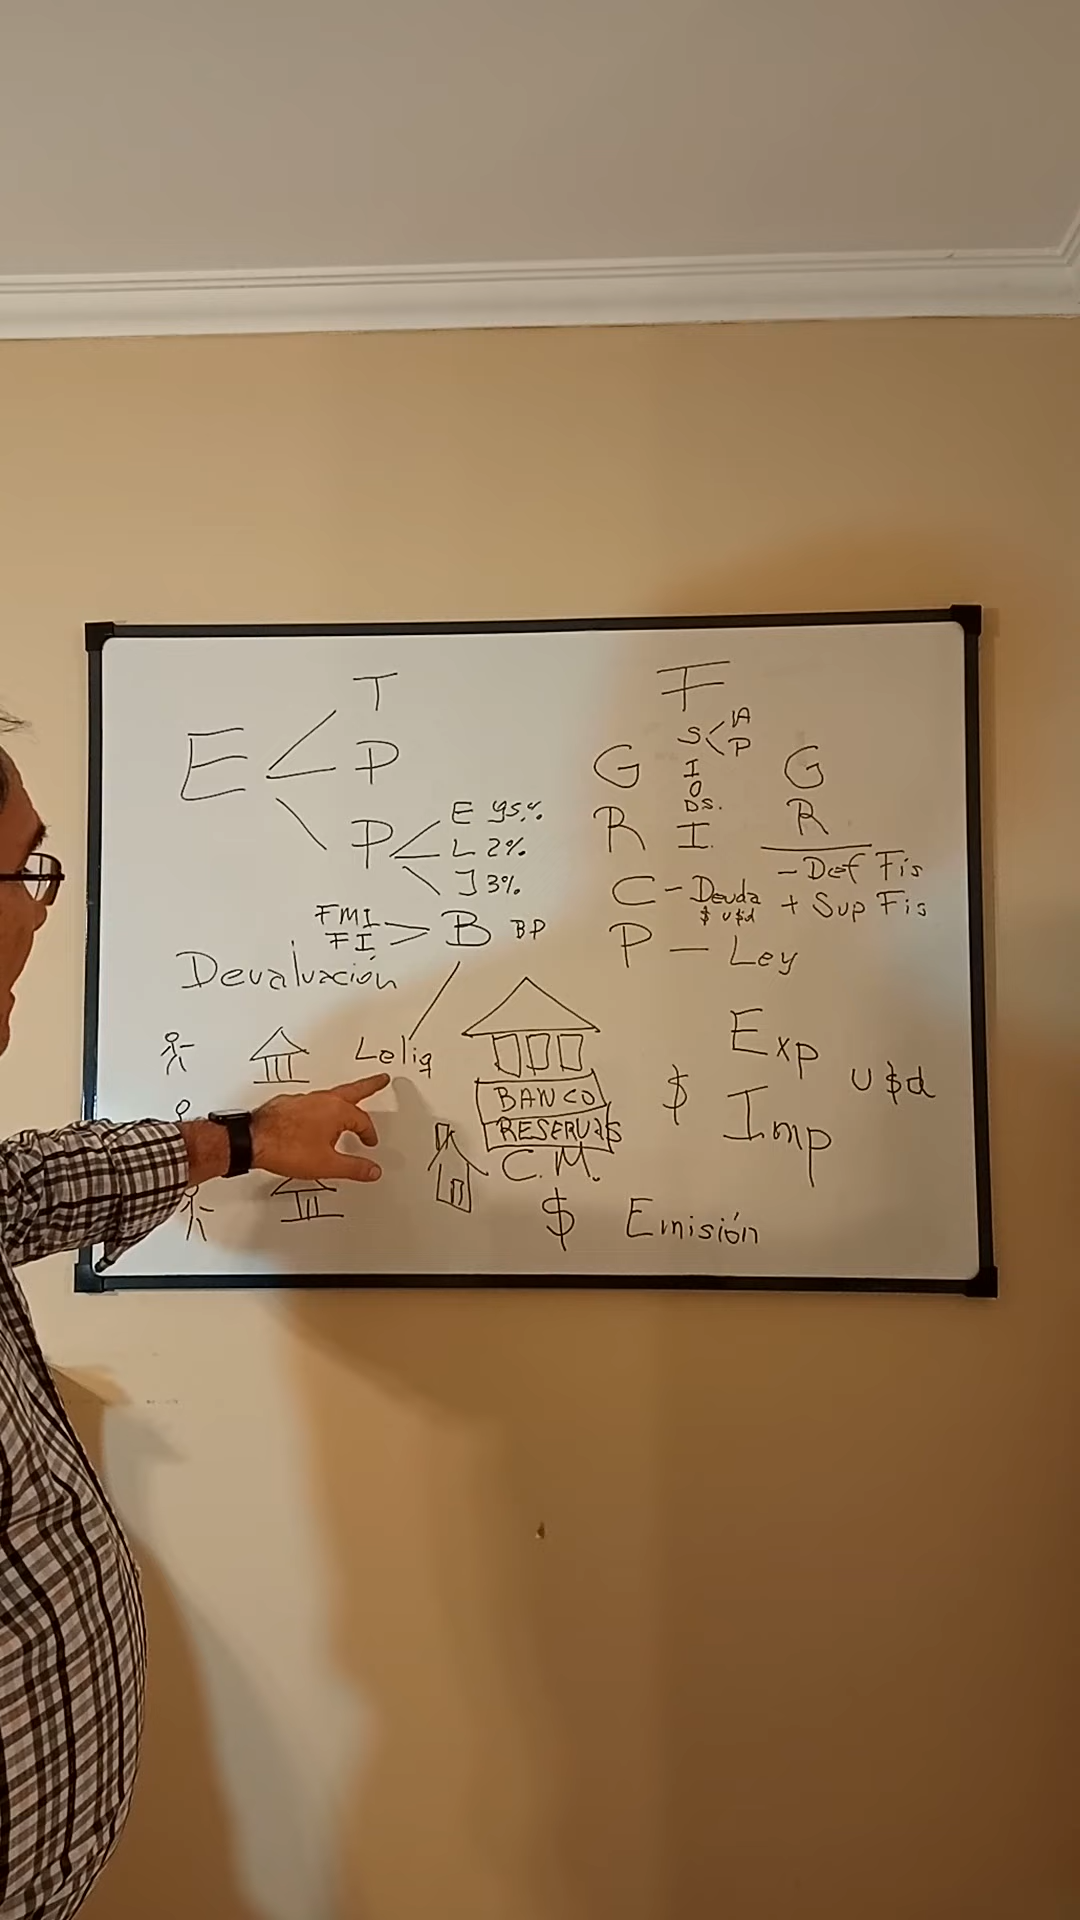 T
E P
P
E 95%
L 2%
J 3%
FMI
FI
B BP
Devaluación
Leliq
BANCO
RESERVAS
C.M.
$
$ Emisión
F
S A
P
G I G
O
DS.
R I. R
- Def Fis
C - Deuda + Sup Fis
$ u$d
P - Ley
Exp
U$d
Imp